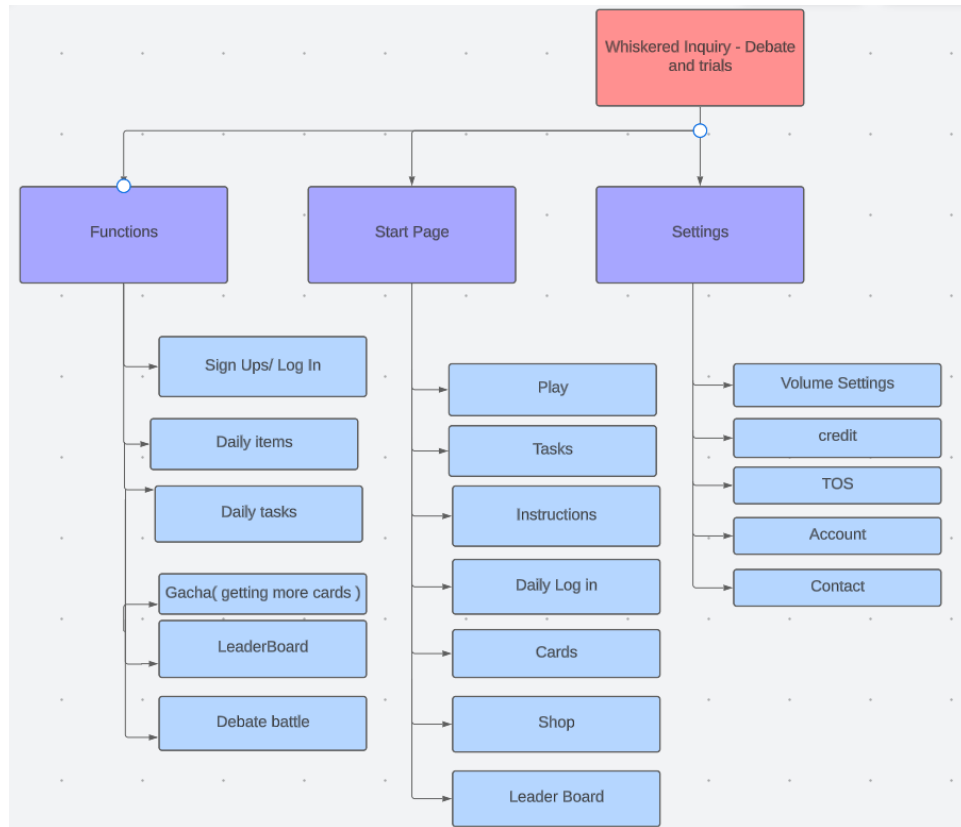 Whiskered Inquiry - Debate
and trials
Functions
Start Page
Settings
Sign Ups/ Log In
Daily items
Daily tasks
Gacha( getting more cards )
LeaderBoard
Debate battle
Play
Tasks
Instructions
Daily Log in
Cards
Shop
Leader Board
Volume Settings
credit
TOS
Account
Contact